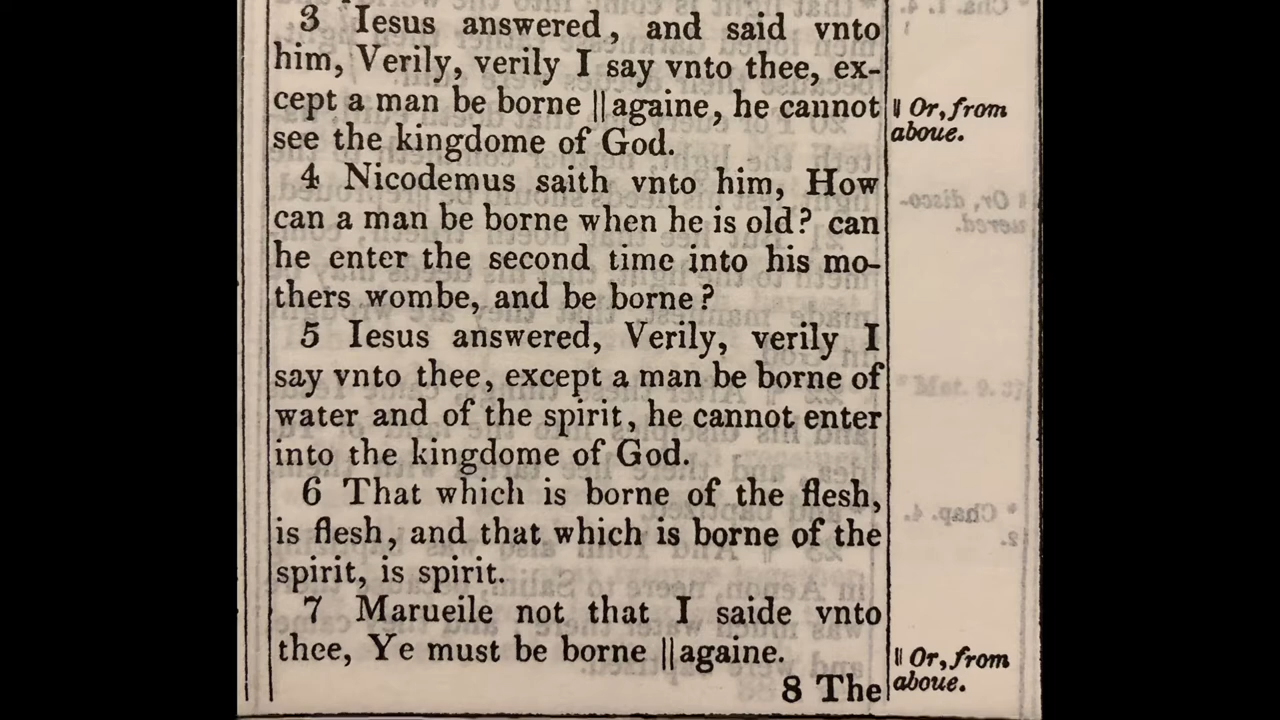 3 Iesus answered, and said vnto
him, Verily, verily I say vnto thee, ex-
cept a man be borne ||againe, he cannot
see the kingdome of God.
|| Or, from
aboue.
4 Nicodemus saith vnto him, How
can a man be borne when he is old? can
he enter the second time into his mo-
thers wombe, and be borne?
5 Iesus answered, Verily, verily I
say vnto thee, except a man be borne of
water and of the spirit, he cannot enter
into the kingdome of God.
6 That which is borne of the flesh,
is flesh, and that which is borne of the
spirit, is spirit.
7 Marueile not that I saide vnto
thee, Ye must be borne ||againe.
|| Or, from
aboue.
8 The